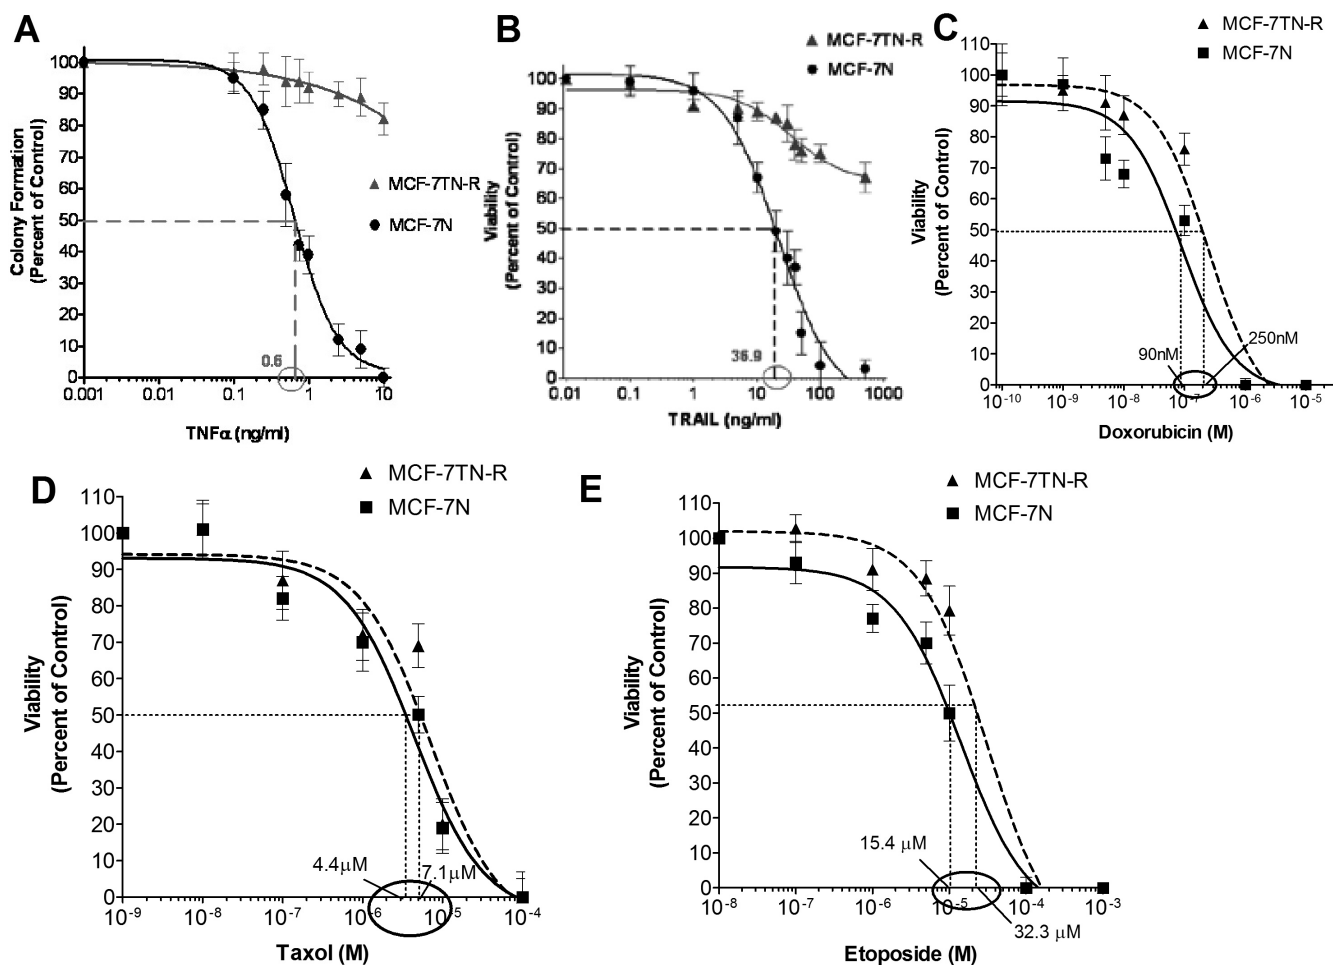 A
MCF-7TN-R
MCF-7N
Colony Formation
(Percent of Control)
100
90
80
70
60
50
40
30
20
10
0
0.6
0.001
0.01
0.1
1
10
TNFα (ng/ml)
B
MCF-7TN-R
MCF-7N
Viability
(Percent of Control)
100
90
80
70
60
50
40
30
20
10
0
36.9
0.01
0.1
1
10
100
1000
TRAIL (ng/ml)
C
MCF-7TN-R
MCF-7N
Viability
(Percent of Control)
110
100
90
80
70
60
50
40
30
20
10
0
90nM
250nM
10-10
10-9
10-8
10-7
10-6
10-5
Doxorubicin (M)
D
MCF-7TN-R
MCF-7N
Viability
(Percent of Control)
110
100
90
80
70
60
50
40
30
20
10
0
4.4μM
7.1μM
10-9
10-8
10-7
10-6
10-5
10-4
Taxol (M)
E
MCF-7TN-R
MCF-7N
Viability
(Percent of Control)
110
100
90
80
70
60
50
40
30
20
10
0
15.4 μM
32.3 μM
10-8
10-7
10-6
10-5
10-4
10-3
Etoposide (M)